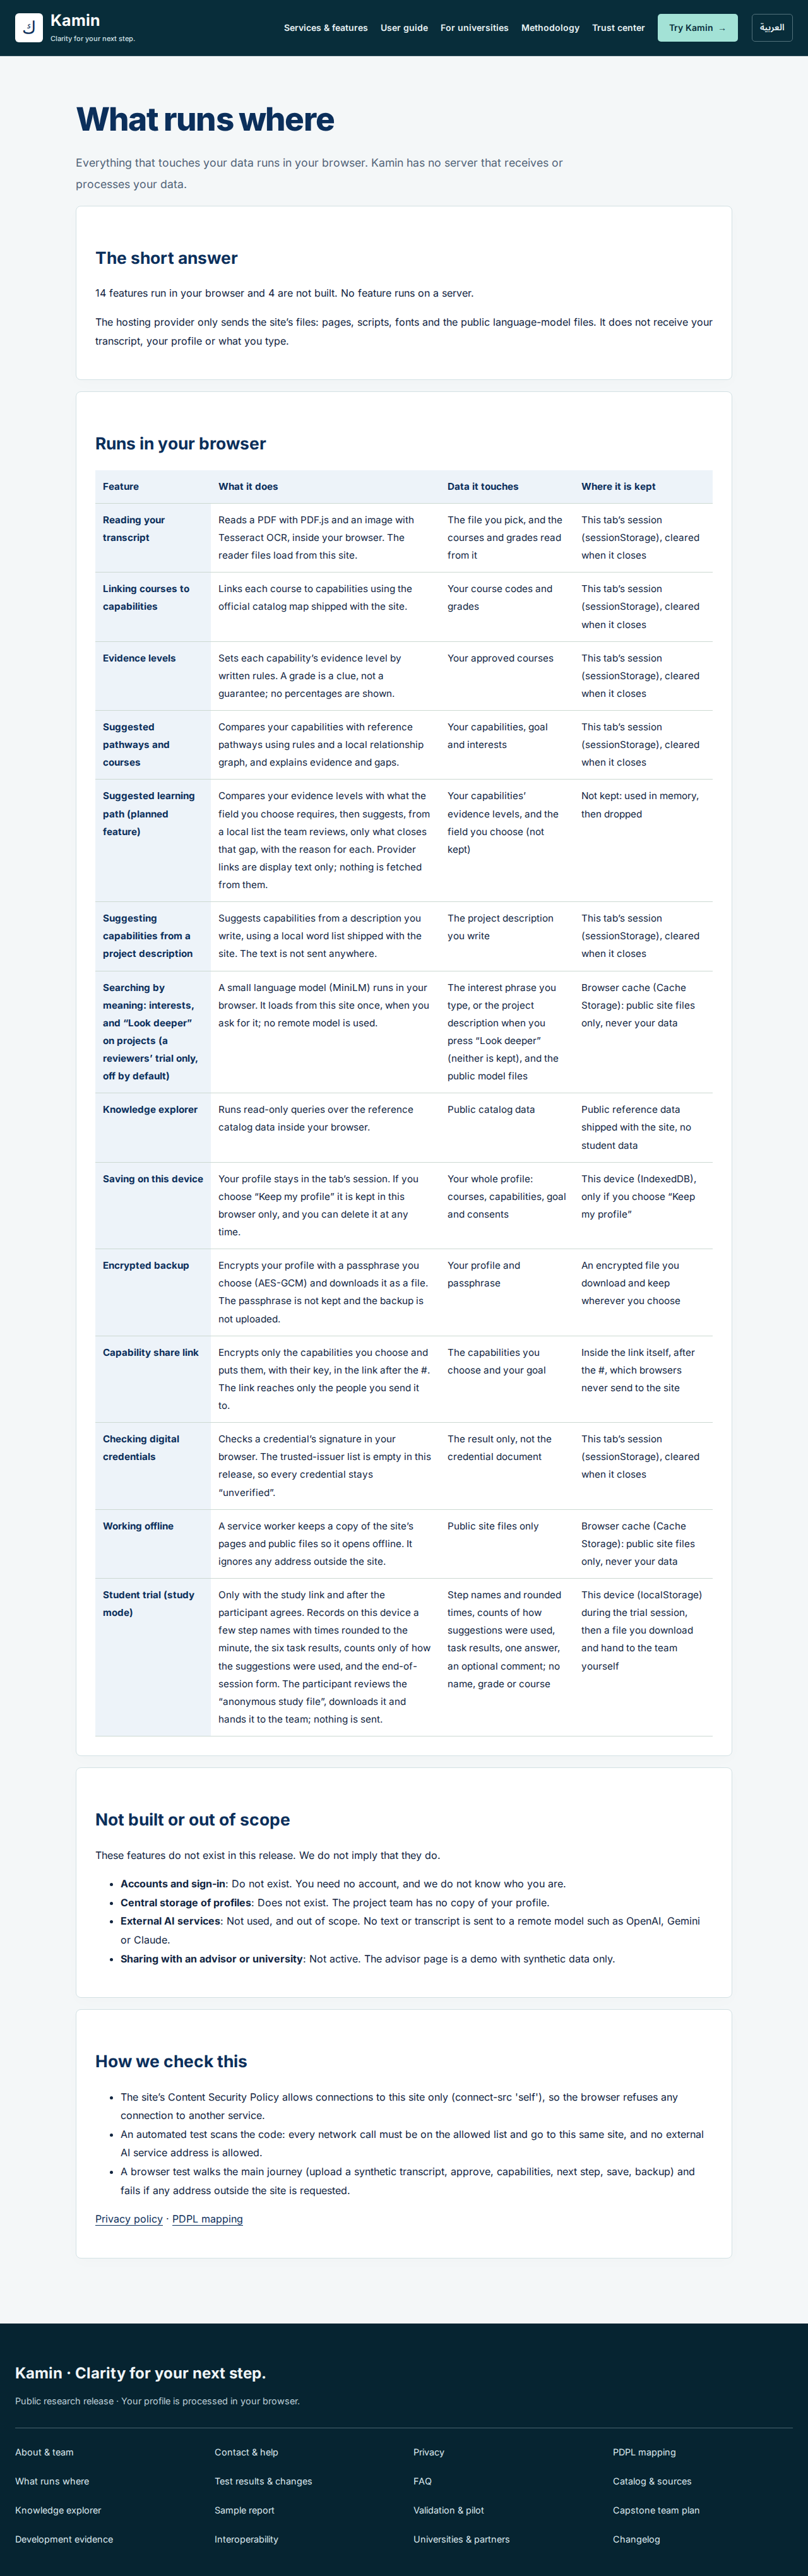 ك
Kamin
Clarity for your next step.
Services & features
User guide
For universities
Methodology
Trust center
Try Kamin →
العربية
What runs where
Everything that touches your data runs in your browser. Kamin has no server that receives or
processes your data.
The short answer
14 features run in your browser and 4 are not built. No feature runs on a server.
The hosting provider only sends the site’s files: pages, scripts, fonts and the public language-model files. It does not receive your
transcript, your profile or what you type.
Runs in your browser
Feature
What it does
Data it touches
Where it is kept
Reading your
transcript
Reads a PDF with PDF.js and an image with
Tesseract OCR, inside your browser. The
reader files load from this site.
The file you pick, and the
courses and grades read
from it
This tab’s session
(sessionStorage), cleared
when it closes
Linking courses to
capabilities
Links each course to capabilities using the
official catalog map shipped with the site.
Your course codes and
grades
This tab’s session
(sessionStorage), cleared
when it closes
Evidence levels
Sets each capability’s evidence level by
written rules. A grade is a clue, not a
guarantee; no percentages are shown.
Your approved courses
This tab’s session
(sessionStorage), cleared
when it closes
Suggested
pathways and
courses
Compares your capabilities with reference
pathways using rules and a local relationship
graph, and explains evidence and gaps.
Your capabilities, goal
and interests
This tab’s session
(sessionStorage), cleared
when it closes
Suggested learning
path (planned
feature)
Compares your evidence levels with what the
field you choose requires, then suggests, from
a local list the team reviews, only what closes
that gap, with the reason for each. Provider
links are display text only; nothing is fetched
from them.
Your capabilities’
evidence levels, and the
field you choose (not
kept)
Not kept: used in memory,
then dropped
Suggesting
capabilities from a
project description
Suggests capabilities from a description you
write, using a local word list shipped with the
site. The text is not sent anywhere.
The project description
you write
This tab’s session
(sessionStorage), cleared
when it closes
Searching by
meaning: interests,
and “Look deeper”
on projects (a
reviewers’ trial only,
off by default)
A small language model (MiniLM) runs in your
browser. It loads from this site once, when you
ask for it; no remote model is used.
The interest phrase you
type, or the project
description when you
press “Look deeper”
(neither is kept), and the
public model files
Browser cache (Cache
Storage): public site files
only, never your data
Knowledge explorer
Runs read-only queries over the reference
catalog data inside your browser.
Public catalog data
Public reference data
shipped with the site, no
student data
Saving on this device
Your profile stays in the tab’s session. If you
choose “Keep my profile” it is kept in this
browser only, and you can delete it at any
time.
Your whole profile:
courses, capabilities, goal
and consents
This device (IndexedDB),
only if you choose “Keep
my profile”
Encrypted backup
Encrypts your profile with a passphrase you
choose (AES-GCM) and downloads it as a file.
The passphrase is not kept and the backup is
not uploaded.
Your profile and
passphrase
An encrypted file you
download and keep
wherever you choose
Capability share link
Encrypts only the capabilities you choose and
puts them, with their key, in the link after the #.
The link reaches only the people you send it
to.
The capabilities you
choose and your goal
Inside the link itself, after
the #, which browsers
never send to the site
Checking digital
credentials
Checks a credential’s signature in your
browser. The trusted-issuer list is empty in this
release, so every credential stays
“unverified”.
The result only, not the
credential document
This tab’s session
(sessionStorage), cleared
when it closes
Working offline
A service worker keeps a copy of the site’s
pages and public files so it opens offline. It
ignores any address outside the site.
Public site files only
Browser cache (Cache
Storage): public site files
only, never your data
Student trial (study
mode)
Only with the study link and after the
participant agrees. Records on this device a
few step names with times rounded to the
minute, the six task results, counts only of how
the suggestions were used, and the end-of-
session form. The participant reviews the
“anonymous study file”, downloads it and
hands it to the team; nothing is sent.
Step names and rounded
times, counts of how
suggestions were used,
task results, one answer,
an optional comment; no
name, grade or course
This device (localStorage)
during the trial session,
then a file you download
and hand to the team
yourself
Not built or out of scope
These features do not exist in this release. We do not imply that they do.
• Accounts and sign-in: Do not exist. You need no account, and we do not know who you are.
• Central storage of profiles: Does not exist. The project team has no copy of your profile.
• External AI services: Not used, and out of scope. No text or transcript is sent to a remote model such as OpenAI, Gemini
or Claude.
• Sharing with an advisor or university: Not active. The advisor page is a demo with synthetic data only.
How we check this
• The site’s Content Security Policy allows connections to this site only (connect-src 'self'), so the browser refuses any
connection to another service.
• An automated test scans the code: every network call must be on the allowed list and go to this same site, and no external
AI service address is allowed.
• A browser test walks the main journey (upload a synthetic transcript, approve, capabilities, next step, save, backup) and
fails if any address outside the site is requested.
Privacy policy · PDPL mapping
Kamin · Clarity for your next step.
Public research release · Your profile is processed in your browser.
About & team
Contact & help
Privacy
PDPL mapping
What runs where
Test results & changes
FAQ
Catalog & sources
Knowledge explorer
Sample report
Validation & pilot
Capstone team plan
Development evidence
Interoperability
Universities & partners
Changelog